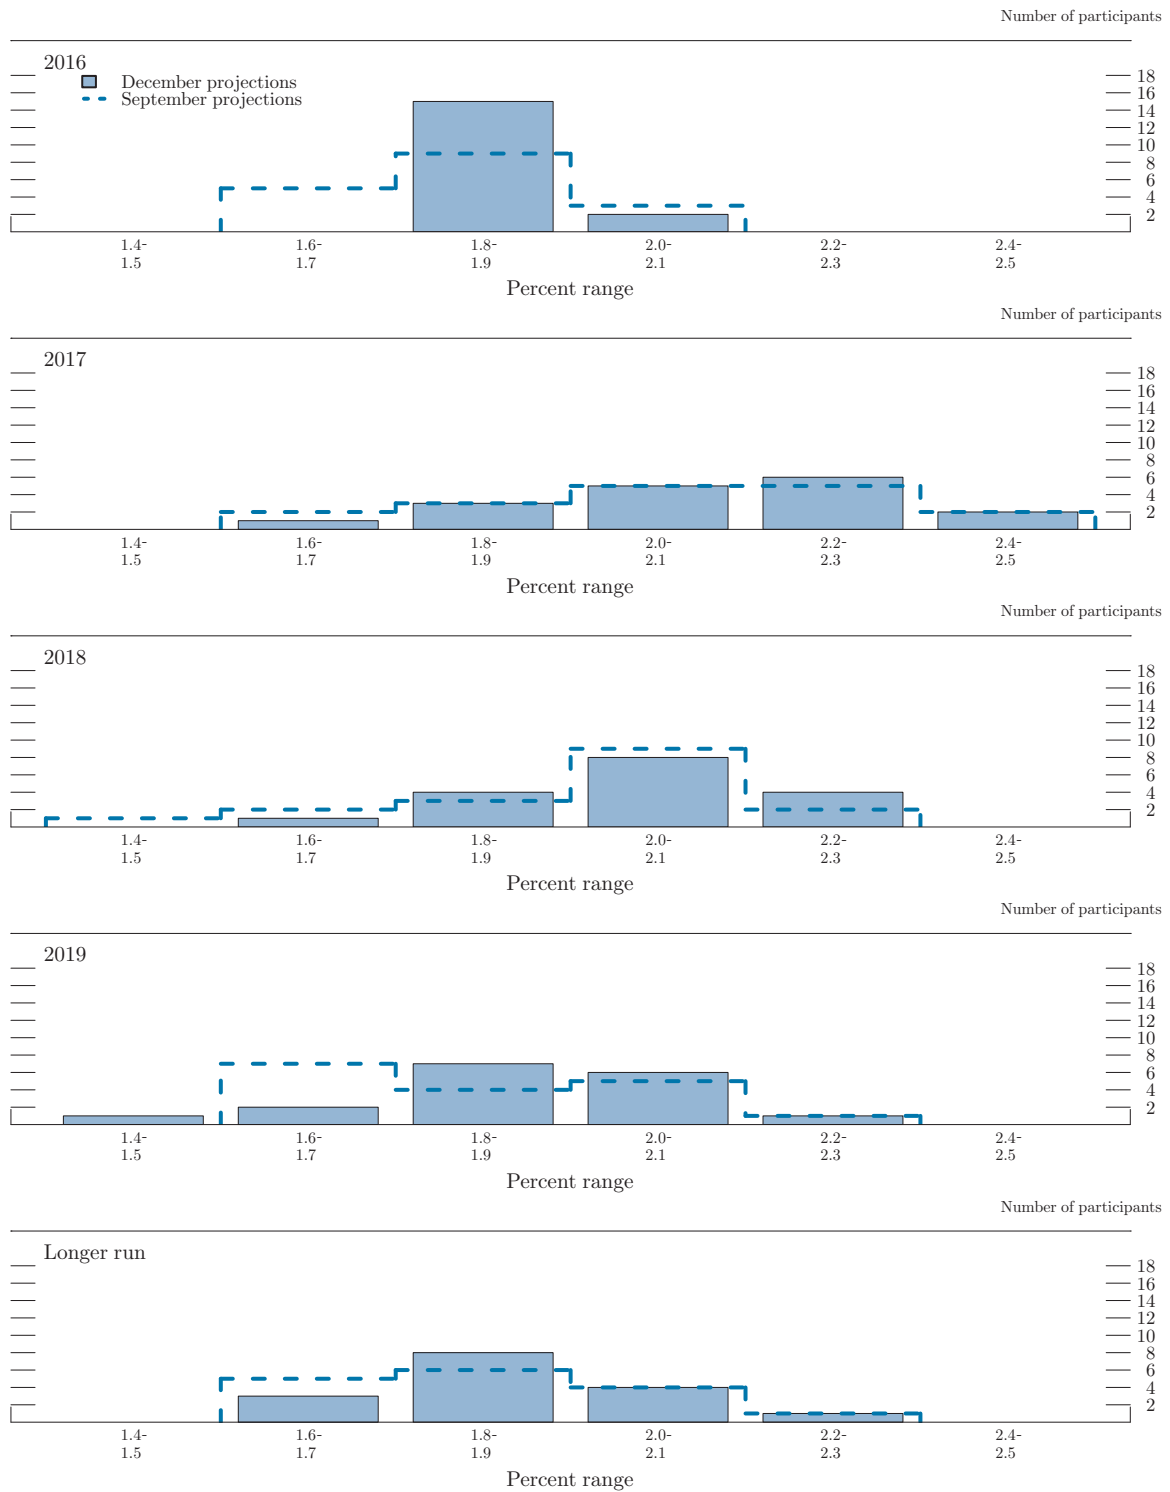 Number of participants
2016
December projections
September projections
18
16
14
12
10
8
6
4
2
1.4- 1.6- 1.8- 2.0- 2.2- 2.4-
1.5 1.7 1.9 2.1 2.3 2.5
Percent range
Number of participants
2017
18
16
14
12
10
8
6
4
2
1.4- 1.6- 1.8- 2.0- 2.2- 2.4-
1.5 1.7 1.9 2.1 2.3 2.5
Percent range
Number of participants
2018
18
16
14
12
10
8
6
4
2
1.4- 1.6- 1.8- 2.0- 2.2- 2.4-
1.5 1.7 1.9 2.1 2.3 2.5
Percent range
Number of participants
2019
18
16
14
12
10
8
6
4
2
1.4- 1.6- 1.8- 2.0- 2.2- 2.4-
1.5 1.7 1.9 2.1 2.3 2.5
Percent range
Number of participants
Longer run
18
16
14
12
10
8
6
4
2
1.4- 1.6- 1.8- 2.0- 2.2- 2.4-
1.5 1.7 1.9 2.1 2.3 2.5
Percent range